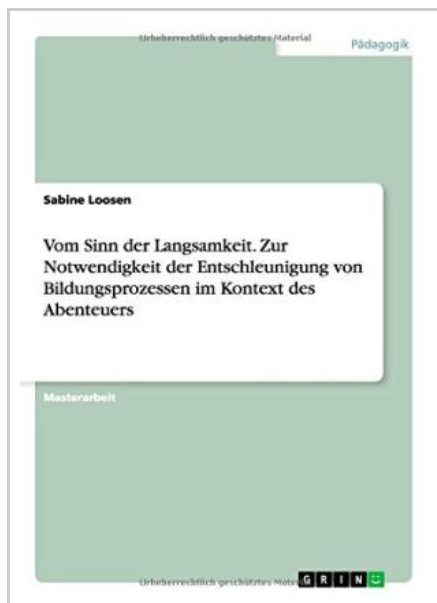 Urheberrechtlich geschütztes Material
Pädagogik
Sabine Loosen
Vom Sinn der Langsamkeit. Zur
Notwendigkeit der Entschleunigung von
Bildungsprozessen im Kontext des
Abenteuers
Masterarbeit
Urheberrechtlich geschütztes
GRIN